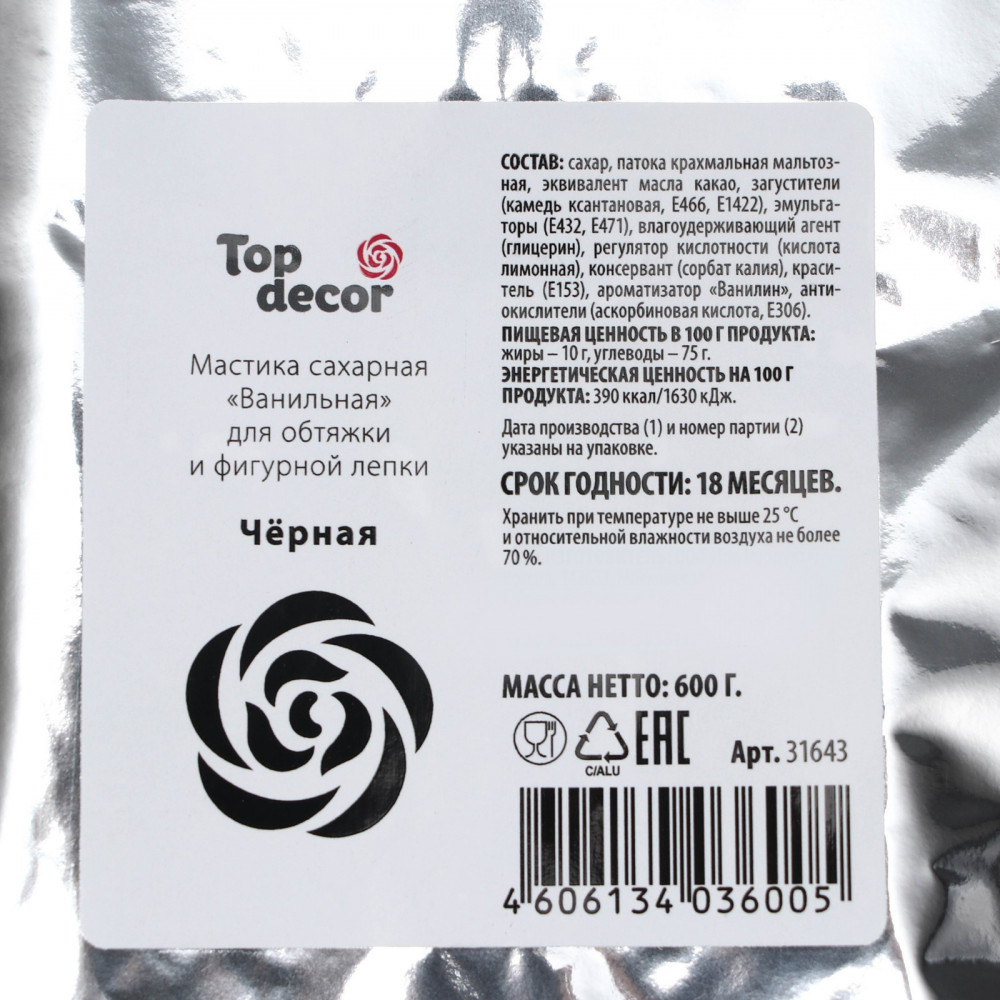 Top
decor
Мастика сахарная
«Ванильная»
для обтяжки
и фигурной лепки
Чёрная
СОСТАВ: сахар, патока крахмальная мальтоз-
ная, эквивалент масла какао, загустители
(камедь ксантановая, Е466, Е1422), эмульга-
торы (Е432, Е471), влагоудерживающий агент
(глицерин), регулятор кислотности (кислота
лимонная), консервант (сорбат калия), краси-
тель (Е153), ароматизатор «Ванилин», анти-
окислители (аскорбиновая кислота, Е306).
ПИЩЕВАЯ ЦЕННОСТЬ В 100 Г ПРОДУКТА:
жиры – 10 г, углеводы – 75 г.
ЭНЕРГЕТИЧЕСКАЯ ЦЕННОСТЬ НА 100 Г
ПРОДУКТА: 390 ккал/1630 кДж.
Дата производства (1) и номер партии (2)
указаны на упаковке.
СРОК ГОДНОСТИ: 18 МЕСЯЦЕВ.
Хранить при температуре не выше 25 °С
и относительной влажности воздуха не более
70 %.
МАССА НЕТТО: 600 Г.
C/ALU
EAC
Арт. 31643
4 606134 036005